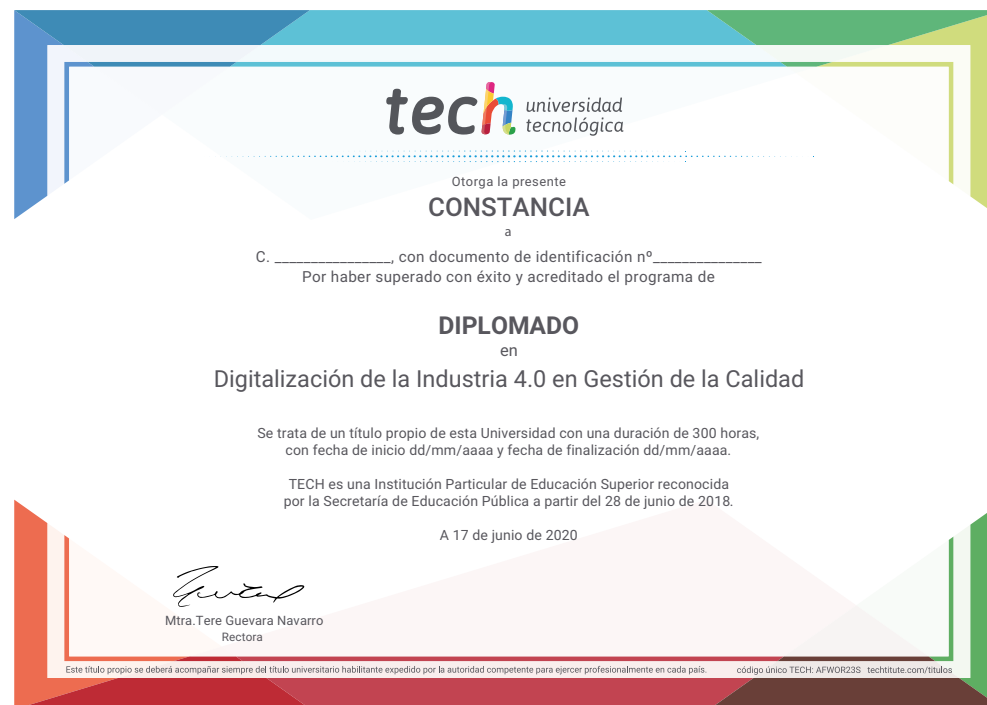 tech universidad
tecnológica
Otorga la presente
CONSTANCIA
a
C. ________________, con documento de identificación nº_______________
Por haber superado con éxito y acreditado el programa de
DIPLOMADO
en
Digitalización de la Industria 4.0 en Gestión de la Calidad
Se trata de un título propio de esta Universidad con una duración de 300 horas,
con fecha de inicio dd/mm/aaaa y fecha de finalización dd/mm/aaaa.
TECH es una Institución Particular de Educación Superior reconocida
por la Secretaría de Educación Pública a partir del 28 de junio de 2018.
A 17 de junio de 2020
Mtra.Tere Guevara Navarro
Rectora
Este título propio se deberá acompañar siempre del título universitario habilitante expedido por la autoridad competente para ejercer profesionalmente en cada país. código único TECH: AFWOR23S techtitute.com/titulos